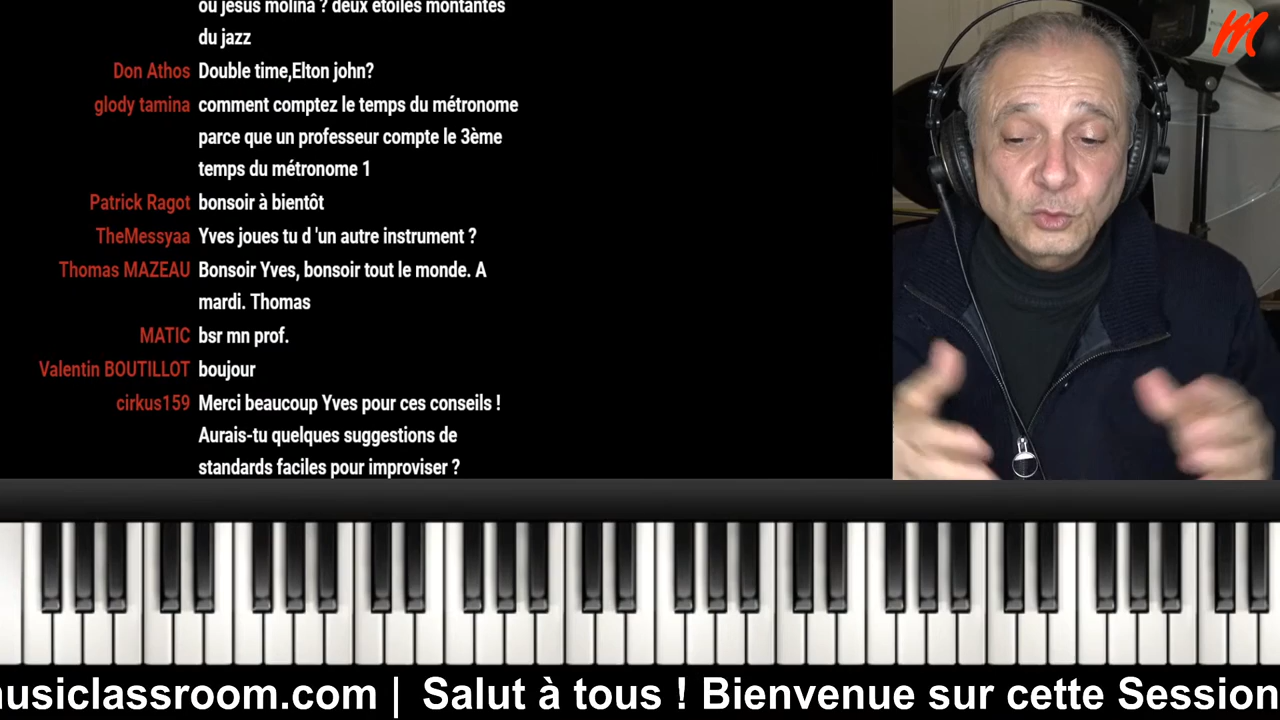 ou jesus molina ? deux étoiles montantes
du jazz
Don Athos Double time,Elton john?
glody tamina comment comptez le temps du métronome
parce que un professeur compte le 3ème
temps du métronome 1
Patrick Ragot bonsoir à bientôt
TheMessyaa Yves joues tu d 'un autre instrument ?
Thomas MAZEAU Bonsoir Yves, bonsoir tout le monde. A
mardi. Thomas
MATIC bsr mn prof.
Valentin BOUTILLOT boujour
cirkus159 Merci beaucoup Yves pour ces conseils !
Aurais-tu quelques suggestions de
standards faciles pour improviser ?
M
musiclassroom.com | Salut à tous ! Bienvenue sur cette Session